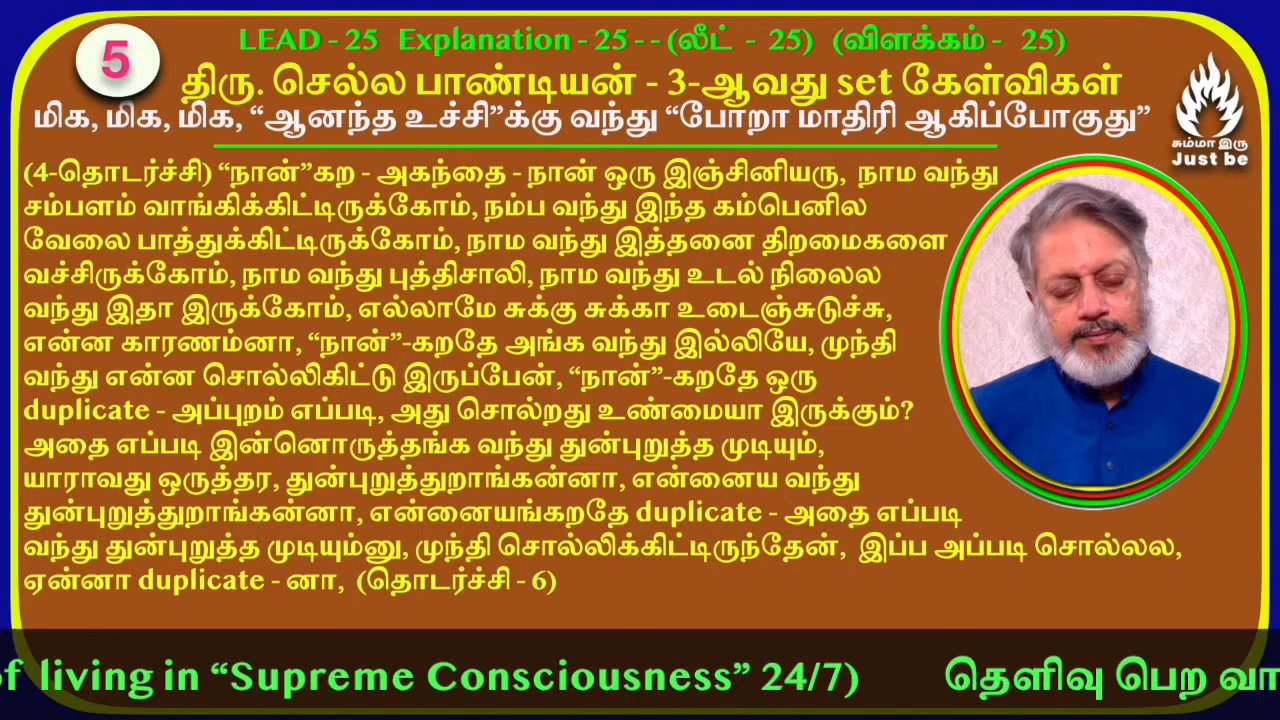 5
LEAD - 25 Explanation - 25 - - (லீட் - 25) (விளக்கம் - 25)
திரு. செல்ல பாண்டியன் - 3-ஆவது set கேள்விகள்
மிக, மிக, மிக, “ஆனந்த உச்சி”க்கு வந்து “போறா மாதிரி ஆகிப்போகுது”
சும்மா இரு
Just be
(4-தொடர்ச்சி) “நான்”கற - அகந்தை - நான் ஒரு இஞ்சினியரு, நாம வந்து
சம்பளம் வாங்கிக்கிட்டிருக்கோம், நம்ப வந்து இந்த கம்பெனில
வேலை பாத்துக்கிட்டிருக்கோம், நாம வந்து இத்தனை திறமைகளை
வச்சிருக்கோம், நாம வந்து புத்திசாலி, நாம வந்து உடல் நிலைல
வந்து இதா இருக்கோம், எல்லாமே சுக்கு சுக்கா உடைஞ்சுடுச்சு,
என்ன காரணம்னா, “நான்”-கறதே அங்க வந்து இல்லியே, முந்தி
வந்து என்ன சொல்லிகிட்டு இருப்பேன், “நான்”-கறதே ஒரு
duplicate - அப்புறம் எப்படி, அது சொல்றது உண்மையா இருக்கும்?
அதை எப்படி இன்னொருத்தங்க வந்து துன்புறுத்த முடியும்,
யாராவது ஒருத்தர, துன்புறுத்துறாங்கன்னா, என்னைய வந்து
துன்புறுத்துறாங்கன்னா, என்னையங்கறதே duplicate - அதை எப்படி
வந்து துன்புறுத்த முடியும்னு, முந்தி சொல்லிக்கிட்டிருந்தேன், இப்ப அப்படி சொல்லல,
ஏன்னா duplicate - னா, (தொடர்ச்சி - 6)
of living in “Supreme Consciousness” 24/7) தெளிவு பெற வா